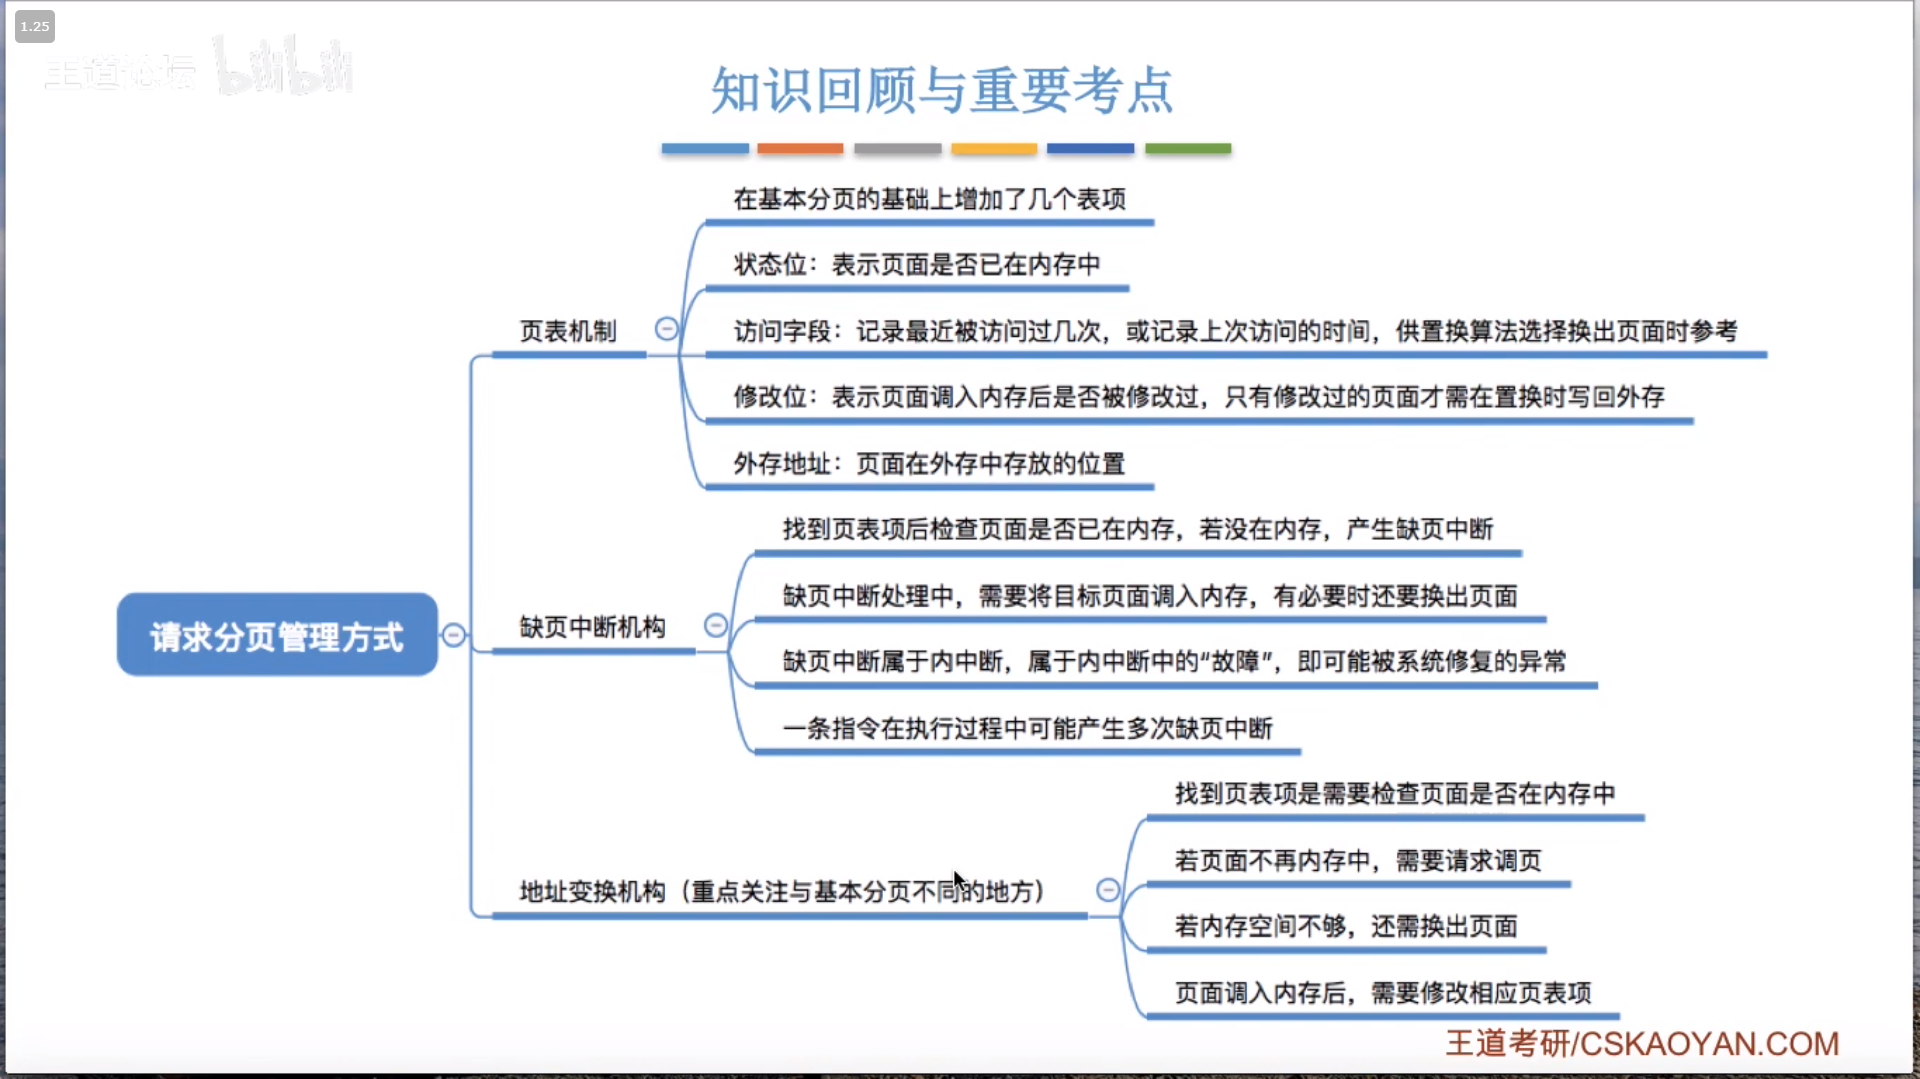 1.25
王道论坛 bilibili
知识回顾与重要考点
在基本分页的基础上增加了几个表项
状态位：表示页面是否已在内存中
页表机制
访问字段：记录最近被访问过几次，或记录上次访问的时间，供置换算法选择换出页面时参考
修改位：表示页面调入内存后是否被修改过，只有修改过的页面才需在置换时写回外存
外存地址：页面在外存中存放的位置
请求分页管理方式
缺页中断机构
找到页表项后检查页面是否已在内存，若没在内存，产生缺页中断
缺页中断处理中，需要将目标页面调入内存，有必要时还要换出页面
缺页中断属于内中断，属于内中断中的“故障”，即可能被系统修复的异常
一条指令在执行过程中可能产生多次缺页中断
地址变换机构（重点关注与基本分页不同的地方）
找到页表项是需要检查页面是否在内存中
若页面不再内存中，需要请求调页
若内存空间不够，还需换出页面
页面调入内存后，需要修改相应页表项
王道考研/CSKAOYAN.COM